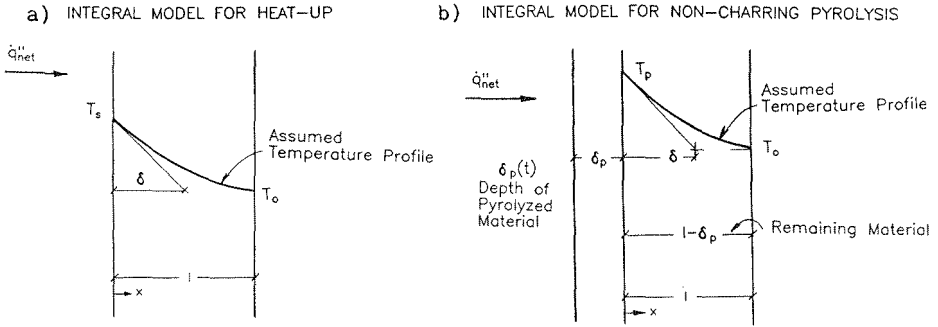 a) INTEGRAL MODEL FOR HEAT-UP
q̇″net
Ts
Assumed
Temperature Profile
δ
To
l
x
b) INTEGRAL MODEL FOR NON-CHARRING PYROLYSIS
q̇″net
Tp
Assumed
Temperature Profile
To
δp
δ
δp(t)
Depth of
Pyrolyzed
Material
l-δp
Remaining Material
l
x